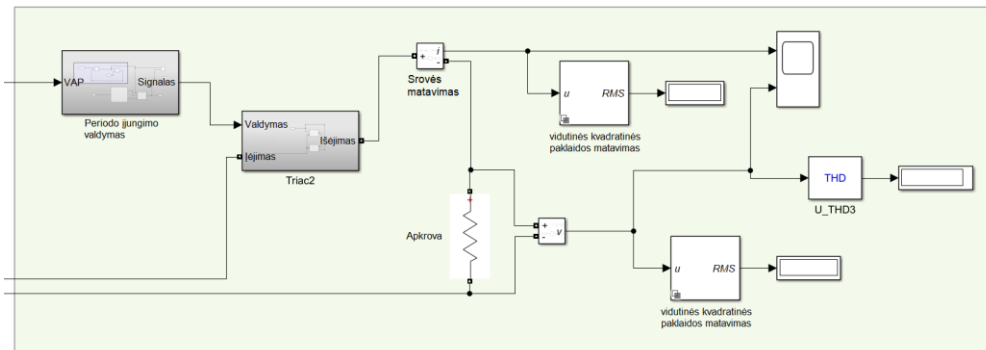 VAP
Signalas
Periodo įjungimo
valdymas
Valdymas
Įėjimas
Išėjimas
Triac2
+
-
i
Srovės
matavimas
u
RMS
vidutinės kvadratinės
paklaidos matavimas
THD
U_THD3
+
Apkrova
+
-
v
u
RMS
vidutinės kvadratinės
paklaidos matavimas